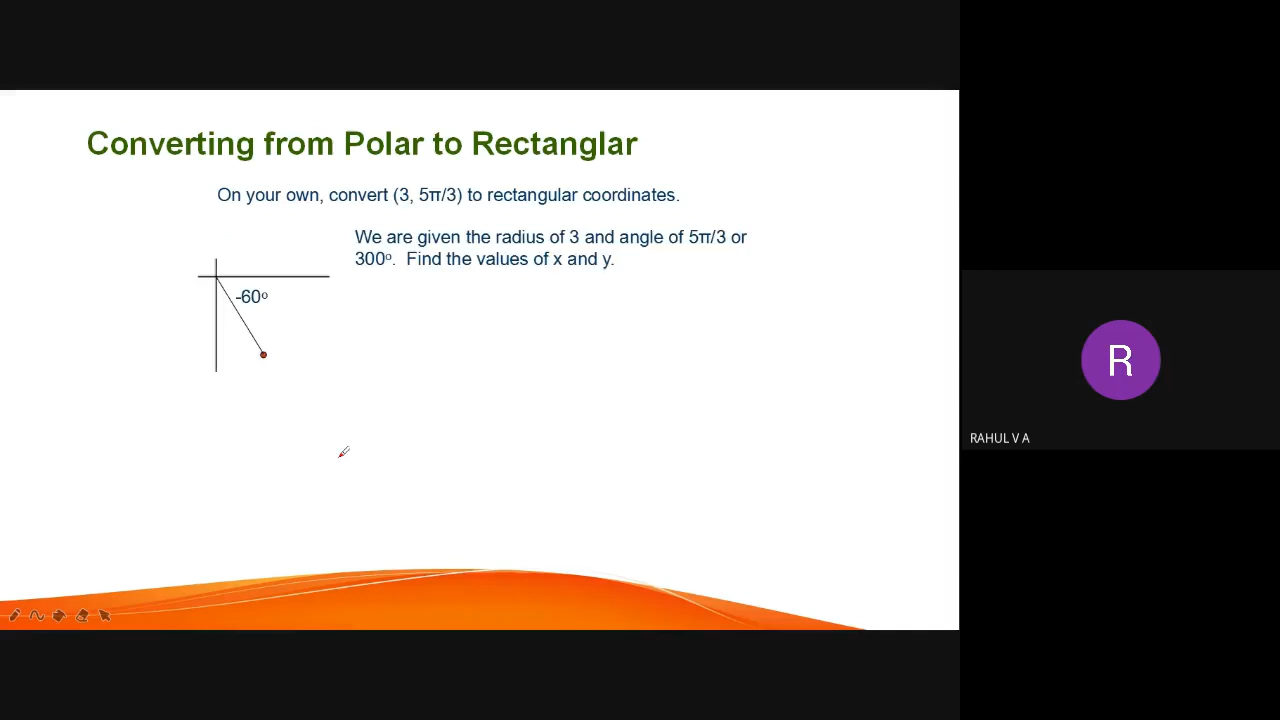 Converting from Polar to Rectanglar
On your own, convert (3, 5π/3) to rectangular coordinates.
We are given the radius of 3 and angle of 5π/3 or
300º.  Find the values of x and y.
-60º
R
RAHUL V A